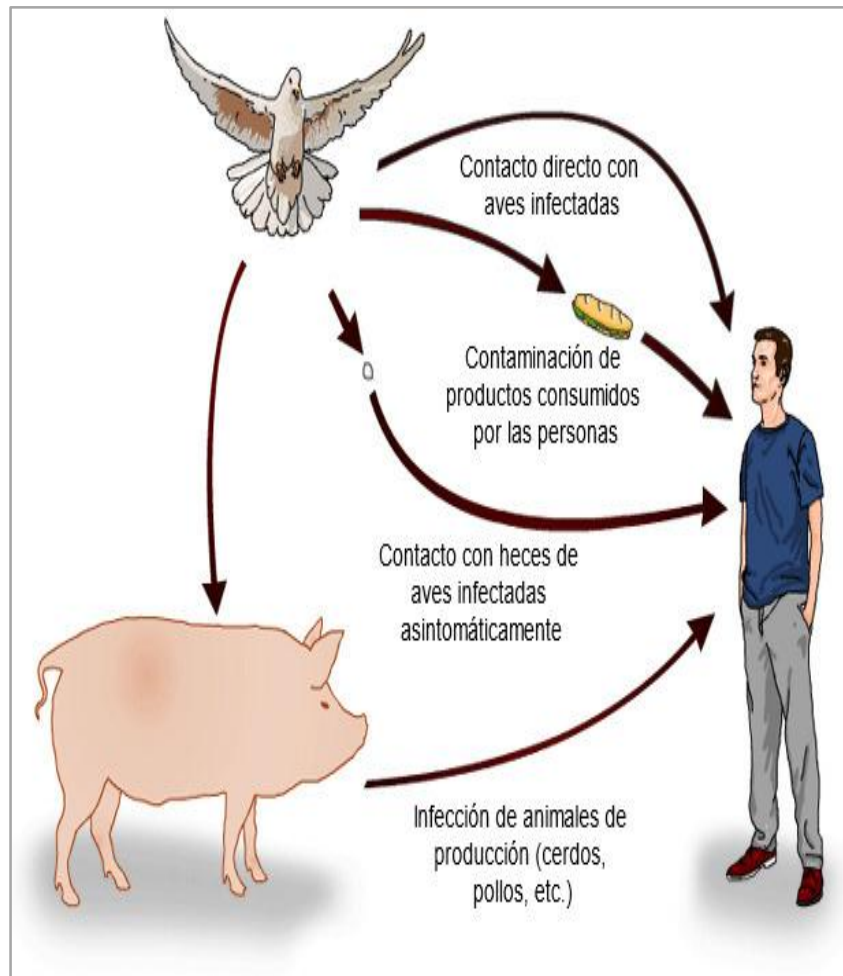 Contacto directo con
aves infectadas
Contaminación de
productos consumidos
por las personas
Contacto con heces de
aves infectadas
asintomáticamente
Infección de animales de
producción (cerdos,
pollos, etc.)